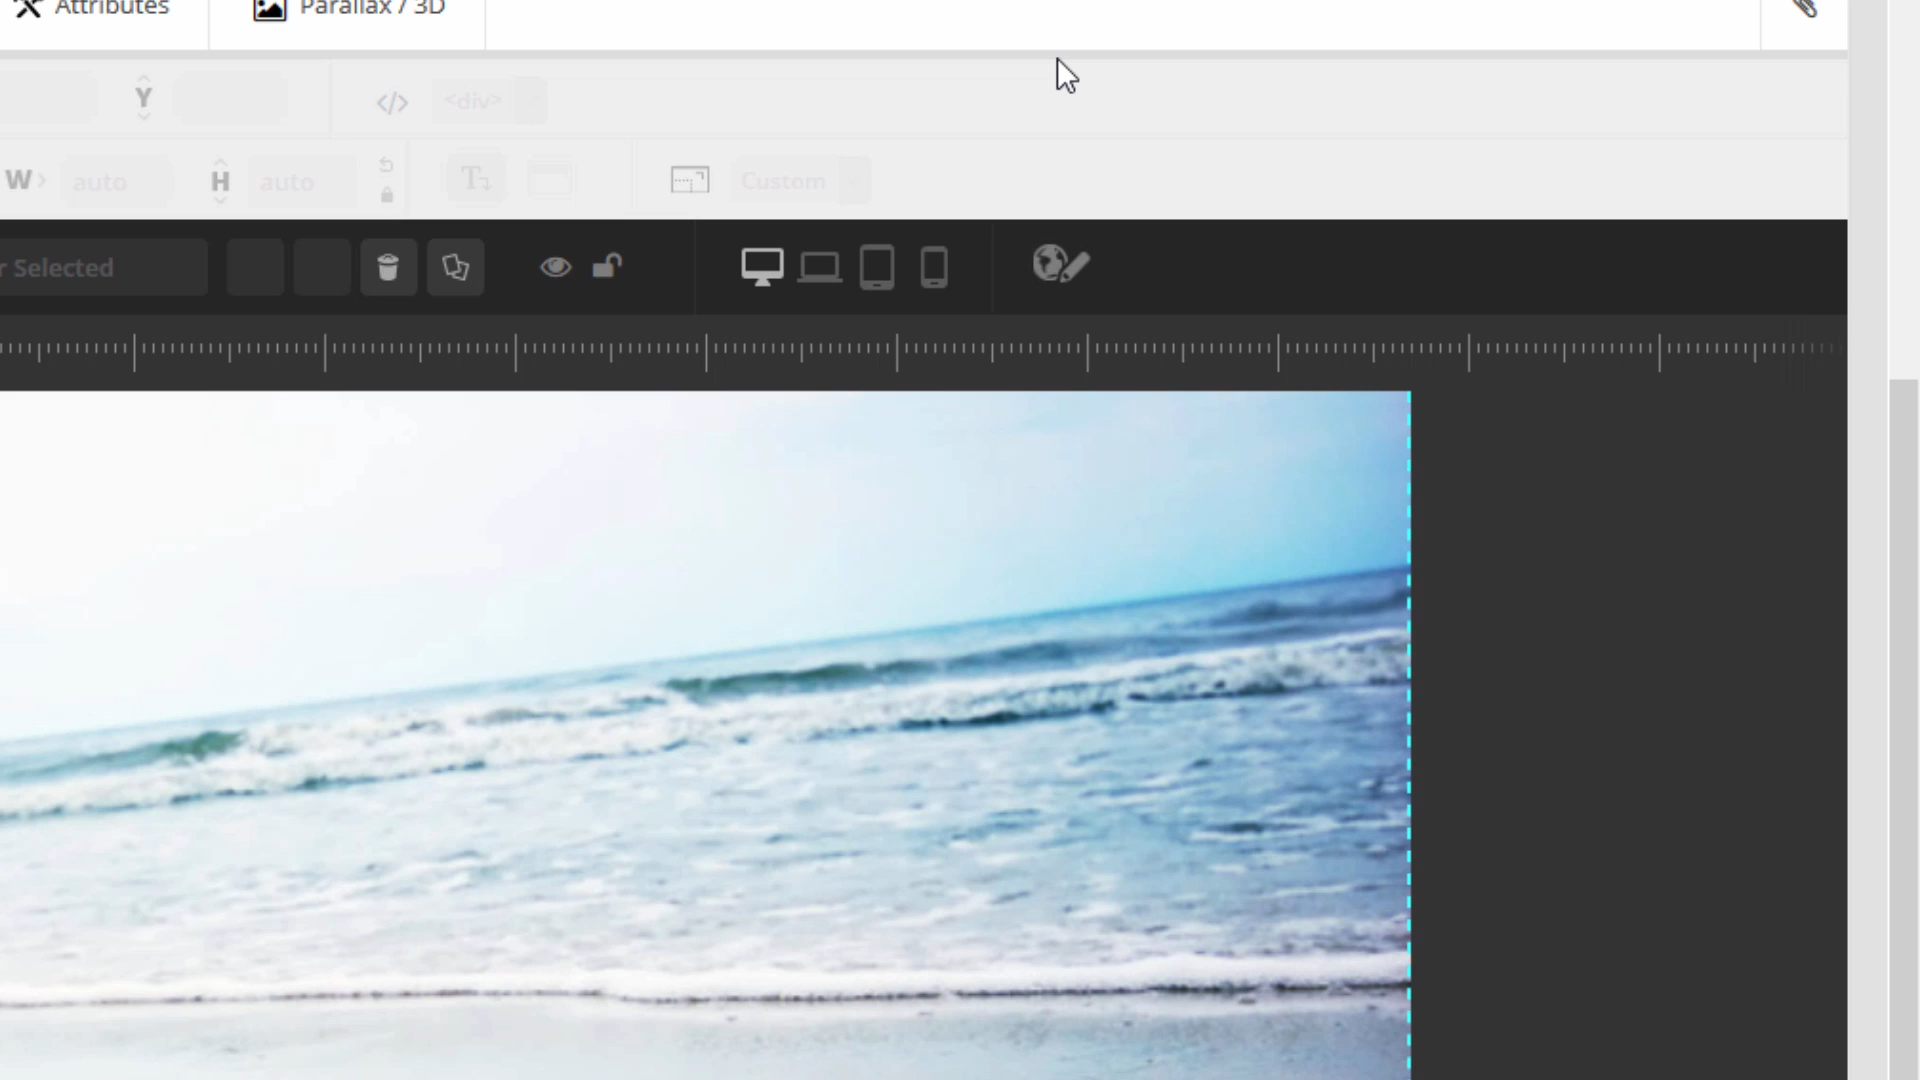 Attributes Parallax / 3D
Y </> <div>
W auto H auto Custom
r Selected